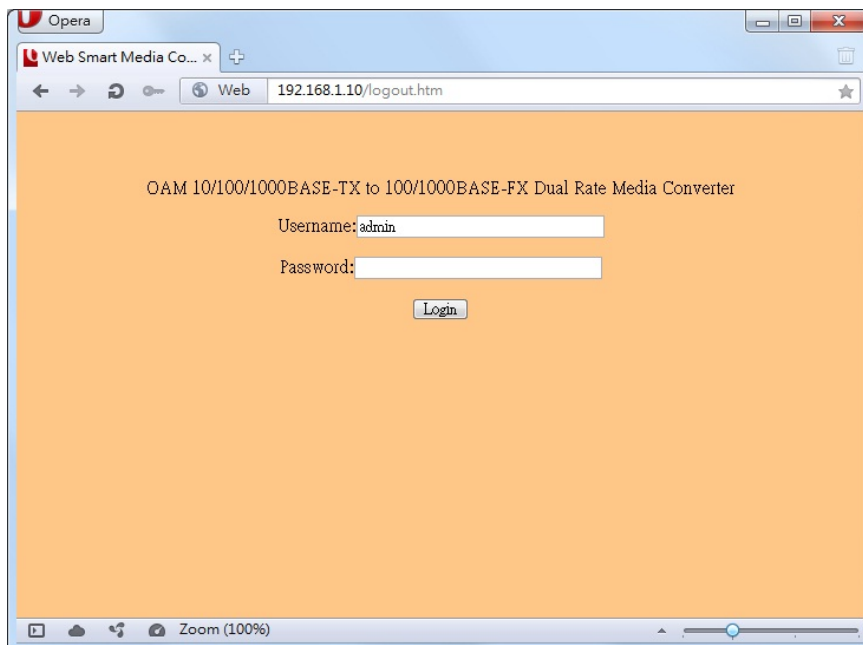 Opera
Web Smart Media Co...
Web 192.168.1.10/logout.htm
OAM 10/100/1000BASE-TX to 100/1000BASE-FX Dual Rate Media Converter
Username: admin
Password:
Login
Zoom (100%)